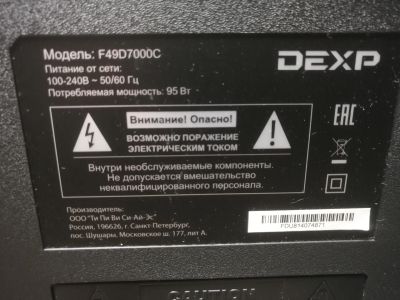 Модель: F49D7000C
DEXP
Питание от сети:
100-240В ~ 50/60 Гц
Потребляемая мощность: 95 Вт
EAC
Внимание! Опасно!
ВОЗМОЖНО ПОРАЖЕНИЕ
ЭЛЕКТРИЧЕСКИМ ТОКОМ
Внутри необслуживаемые компоненты.
Не допускается вмешательство
неквалифицированного персонала.
Производитель:
ООО "Ти Пи Ви Си-Ай-Эс"
Россия, 196626, г. Санкт-Петербург,
пос. Шушары. Московское ш. 177, лит А.
CAUTION